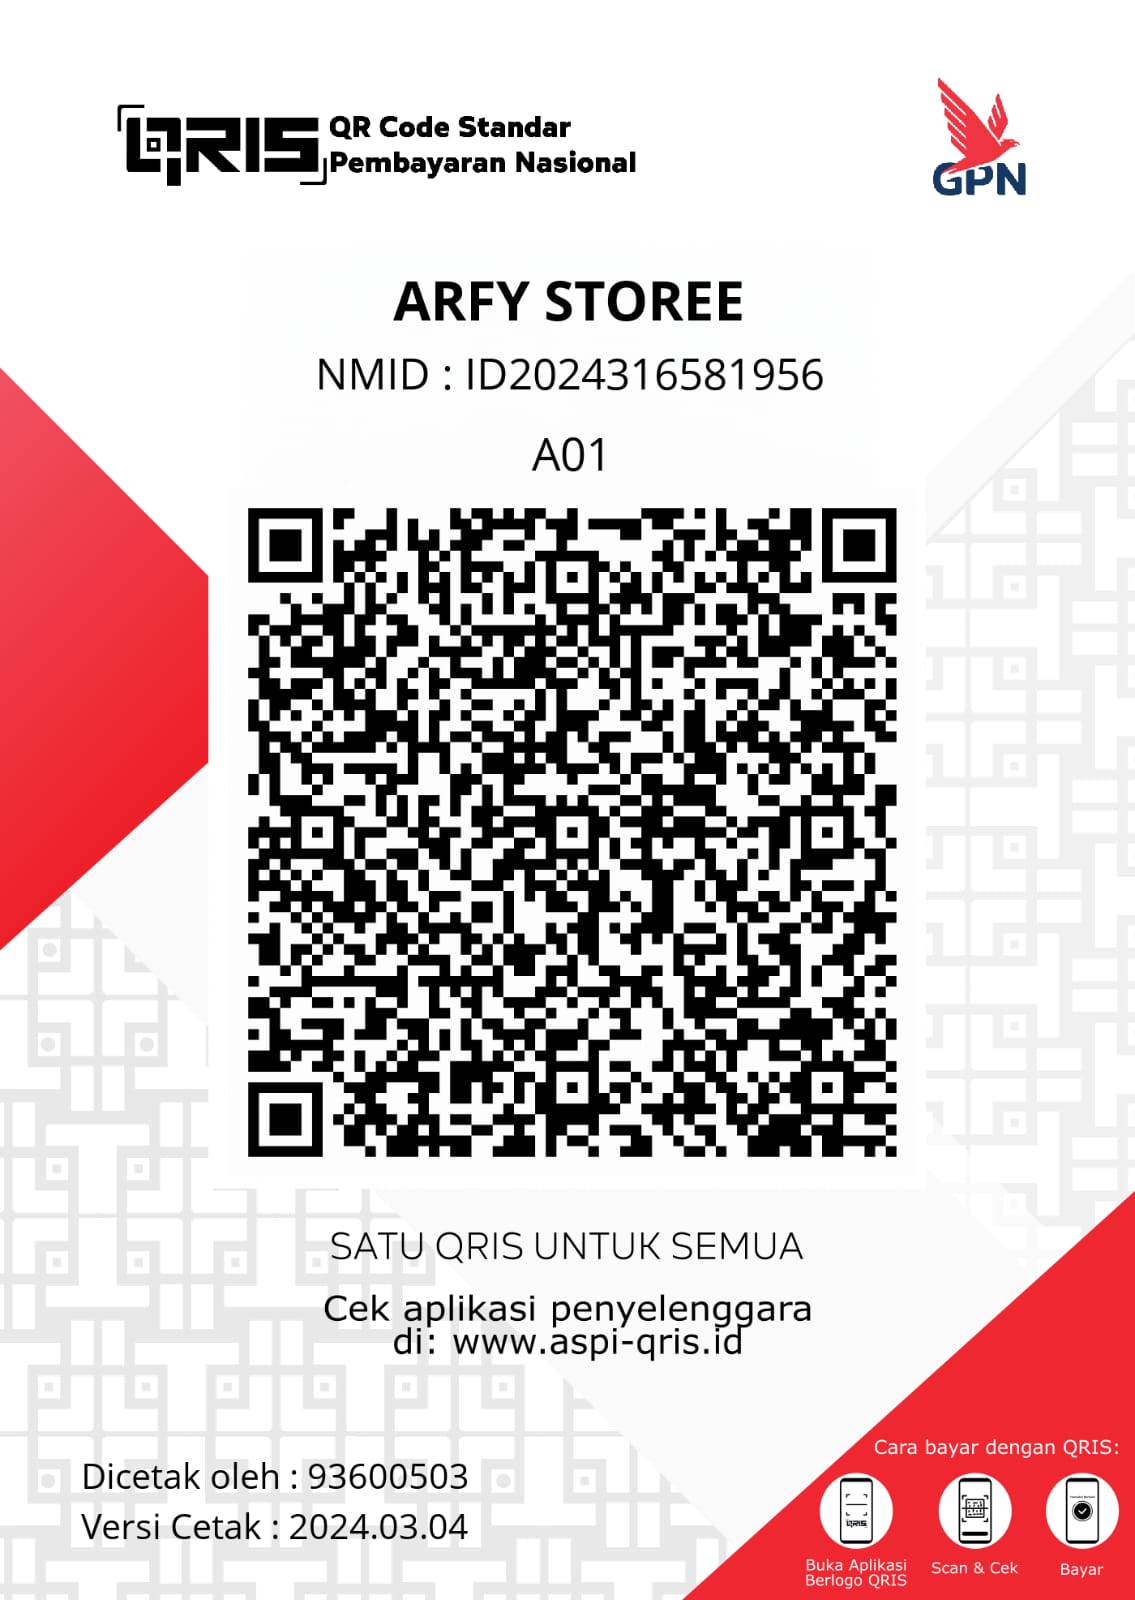 QRIS QR Code Standar
Pembayaran Nasional
GPN
ARFY STOREE
NMID : ID2024316581956
A01
SATU QRIS UNTUK SEMUA
Cek aplikasi penyelenggara
di: www.aspi-qris.id
Dicetak oleh : 93600503
Versi Cetak : 2024.03.04
Cara bayar dengan QRIS:
Buka Aplikasi
Berlogo QRIS
Scan & Cek
Bayar